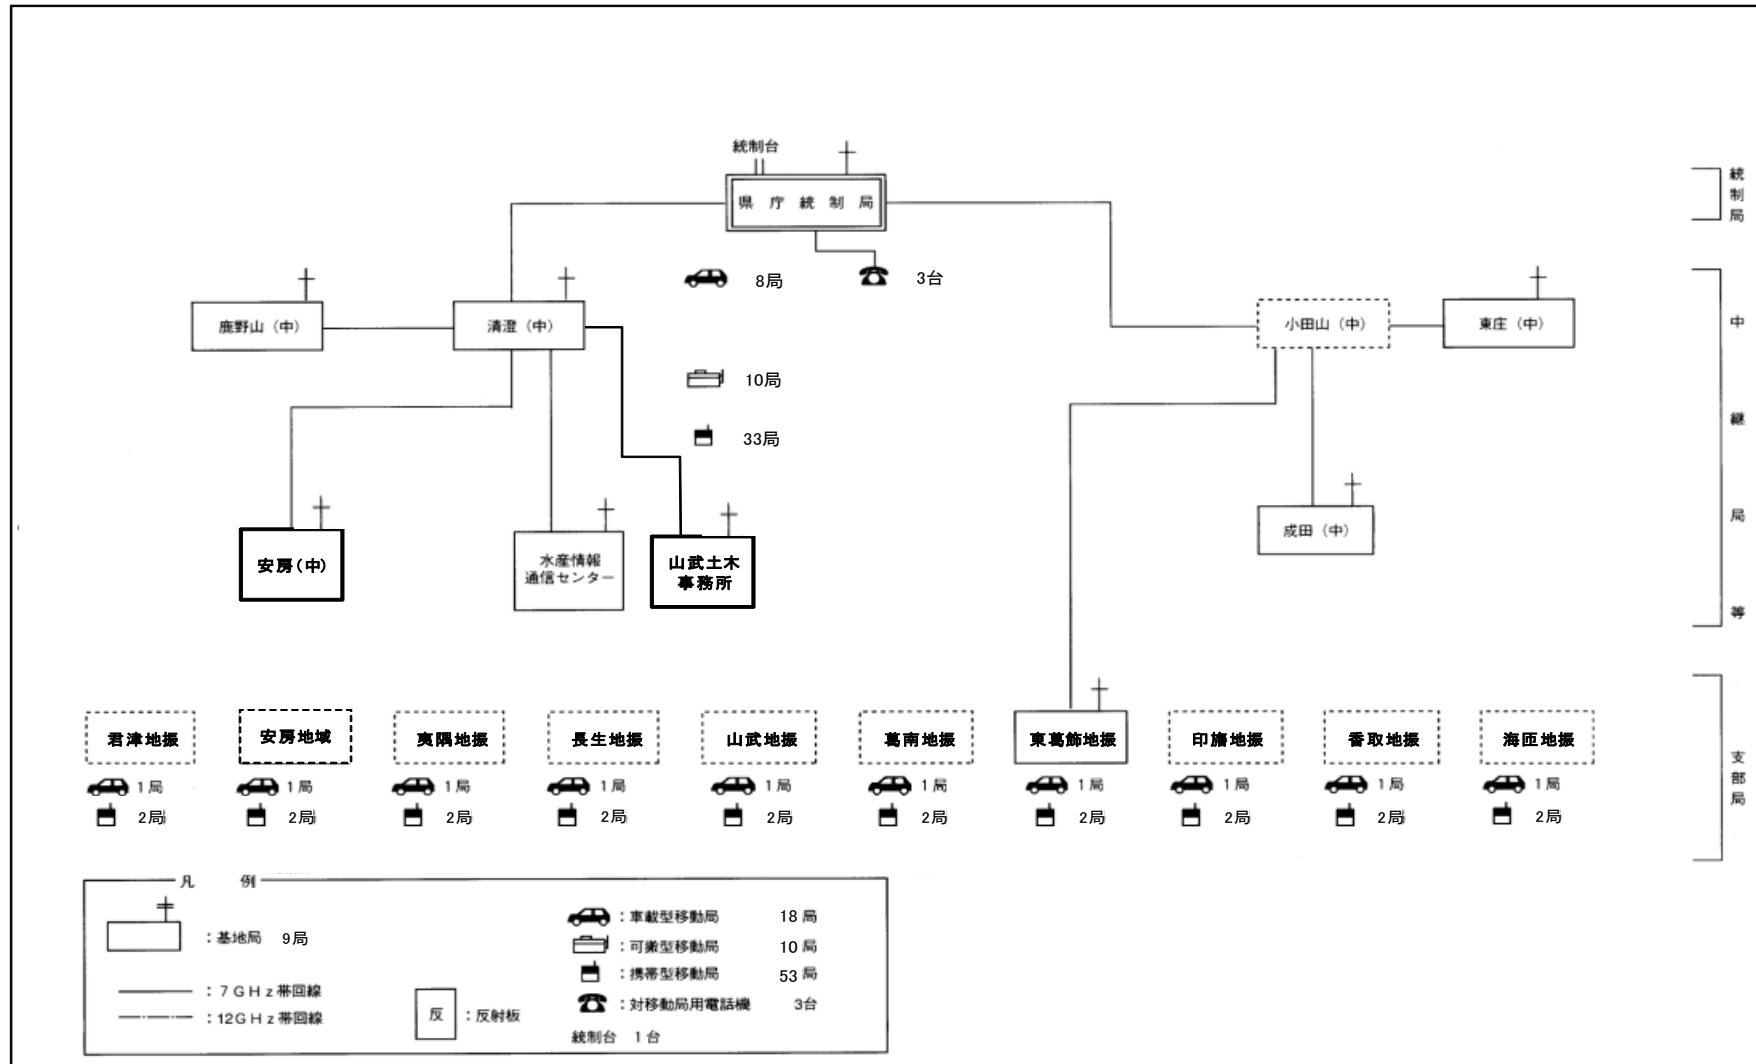 統制台
県庁統制局
8局
3台
鹿野山（中）
清澄（中）
小田山（中）
東庄（中）
10局
33局
安房（中）
水産情報
通信センター
山武土木
事務所
成田（中）
統制局
中継局等
支部局
君津地振
安房地域
夷隅地振
長生地振
山武地振
葛南地振
東葛飾地振
印旛地振
香取地振
海匝地振
1局
1局
1局
1局
1局
1局
1局
1局
1局
1局
2局
2局
2局
2局
2局
2局
2局
2局
2局
2局
凡 例
：基地局 9局
：7GHz帯回線
：12GHz帯回線
反 ：反射板
：車載型移動局 18局
：可搬型移動局 10局
：携帯型移動局 53局
：対移動局用電話機 3台
統制台 1台